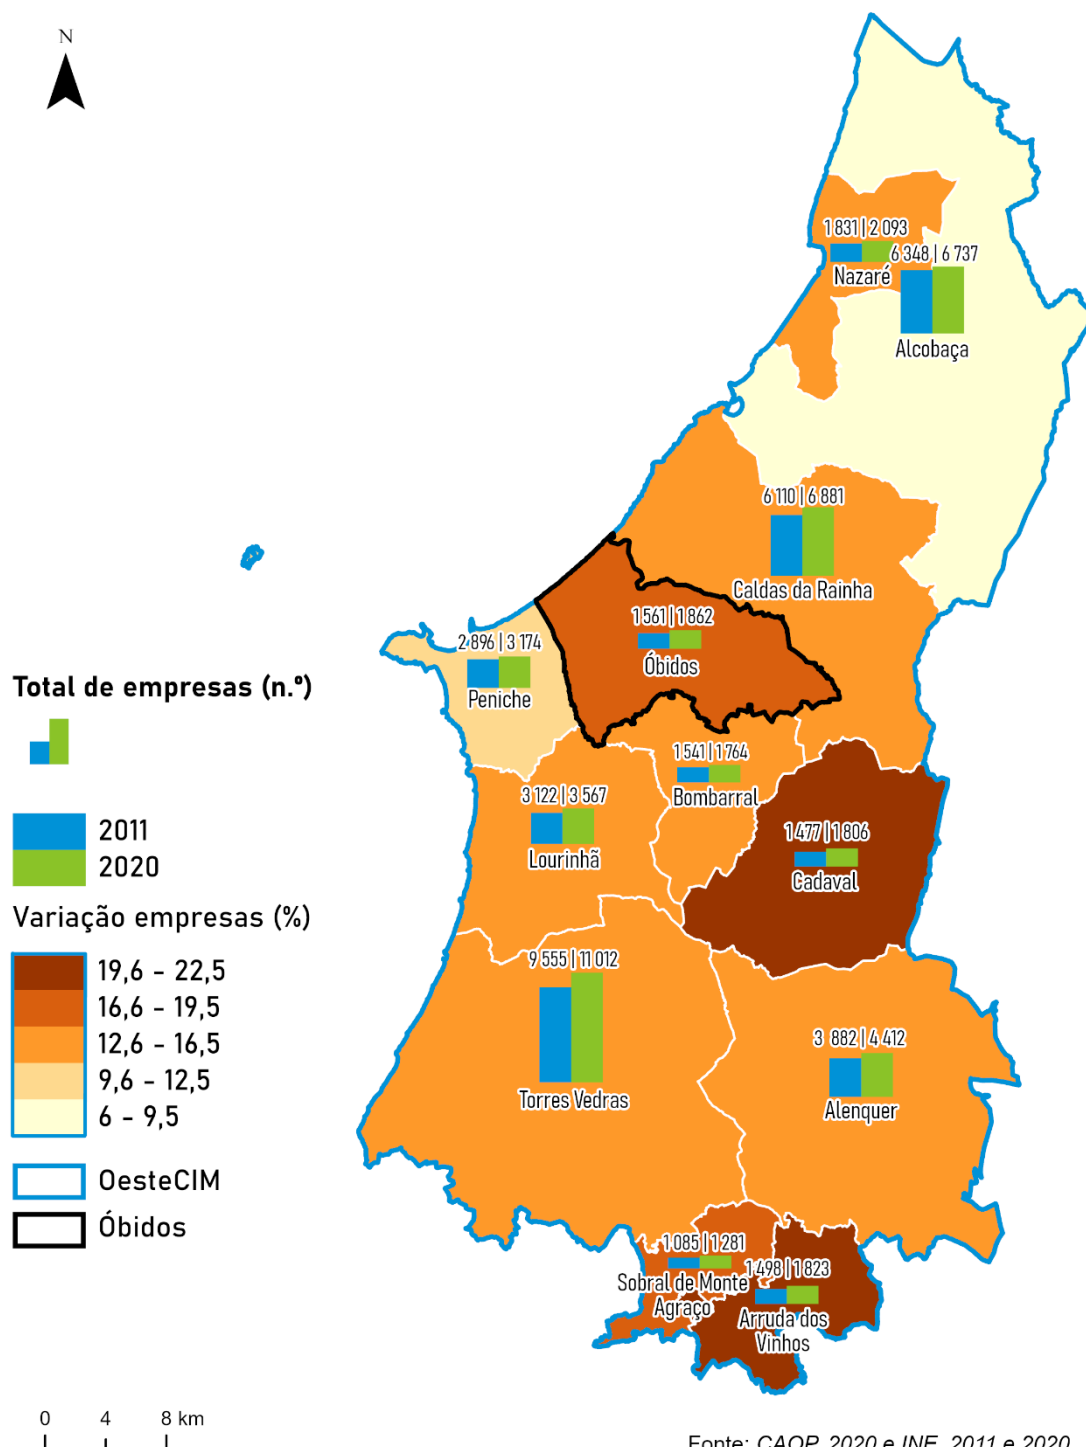 N
1 831 | 2 093
6 348 | 6 737
Nazaré
Alcobaça
6 110 | 6 881
Caldas da Rainha
1 561 | 1 862
Óbidos
2 896 | 3 174
Peniche
Total de empresas (n.º)
2011
2020
1 541 | 1 764
Bombarral
3 122 | 3 567
Lourinhã
1 477 | 1 806
Cadaval
Variação empresas (%)
19,6 - 22,5
16,6 - 19,5
12,6 - 16,5
9,6 - 12,5
6 - 9,5
9 555 | 11 012
Torres Vedras
3 882 | 4 412
Alenquer
OesteCIM
Óbidos
1 085 | 1 281
Sobral de Monte
Agraço
1 498 | 1 823
Arruda dos
Vinhos
0 4 8 km
Fonte: CAOP, 2020 e INE, 2011 e 2020